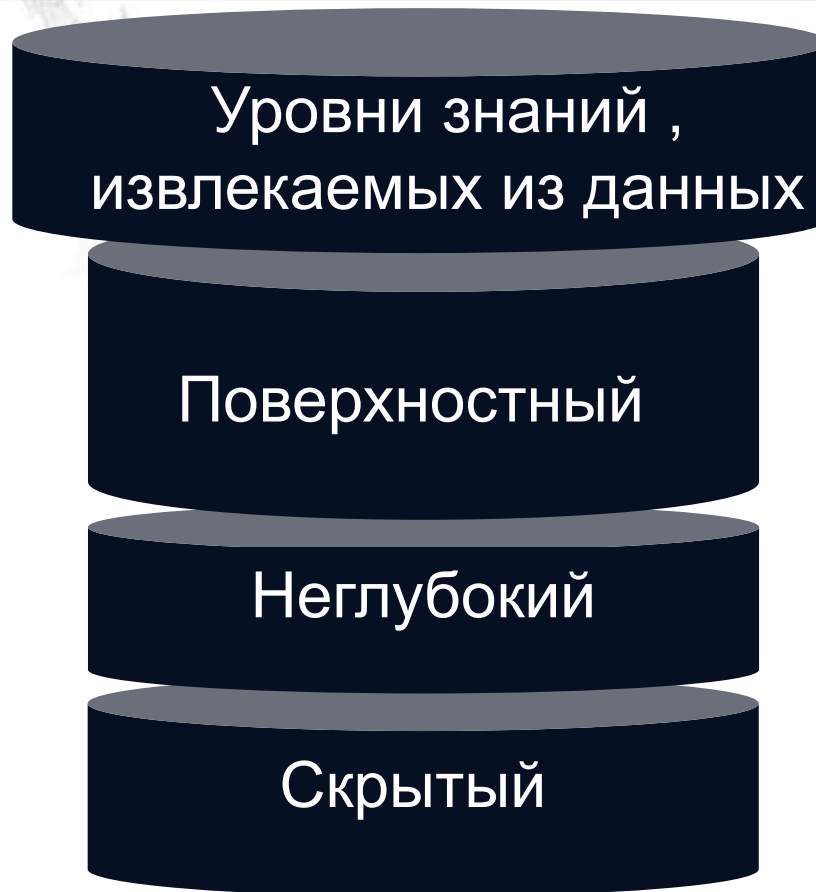 Уровни знаний ,
извлекаемых из данных
Поверхностный
Неглубокий
Скрытый